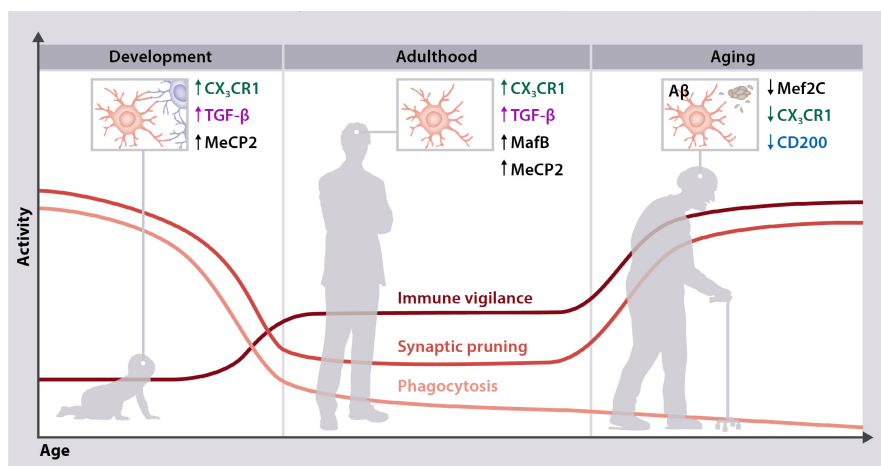 Development
Adulthood
Aging
↑ CX₃CR1
↑ TGF-β
↑ MeCP2
↑ CX₃CR1
↑ TGF-β
↑ MafB
↑ MeCP2
Aβ
↓ Mef2C
↓ CX₃CR1
↓ CD200
Activity
Immune vigilance
Synaptic pruning
Phagocytosis
Age